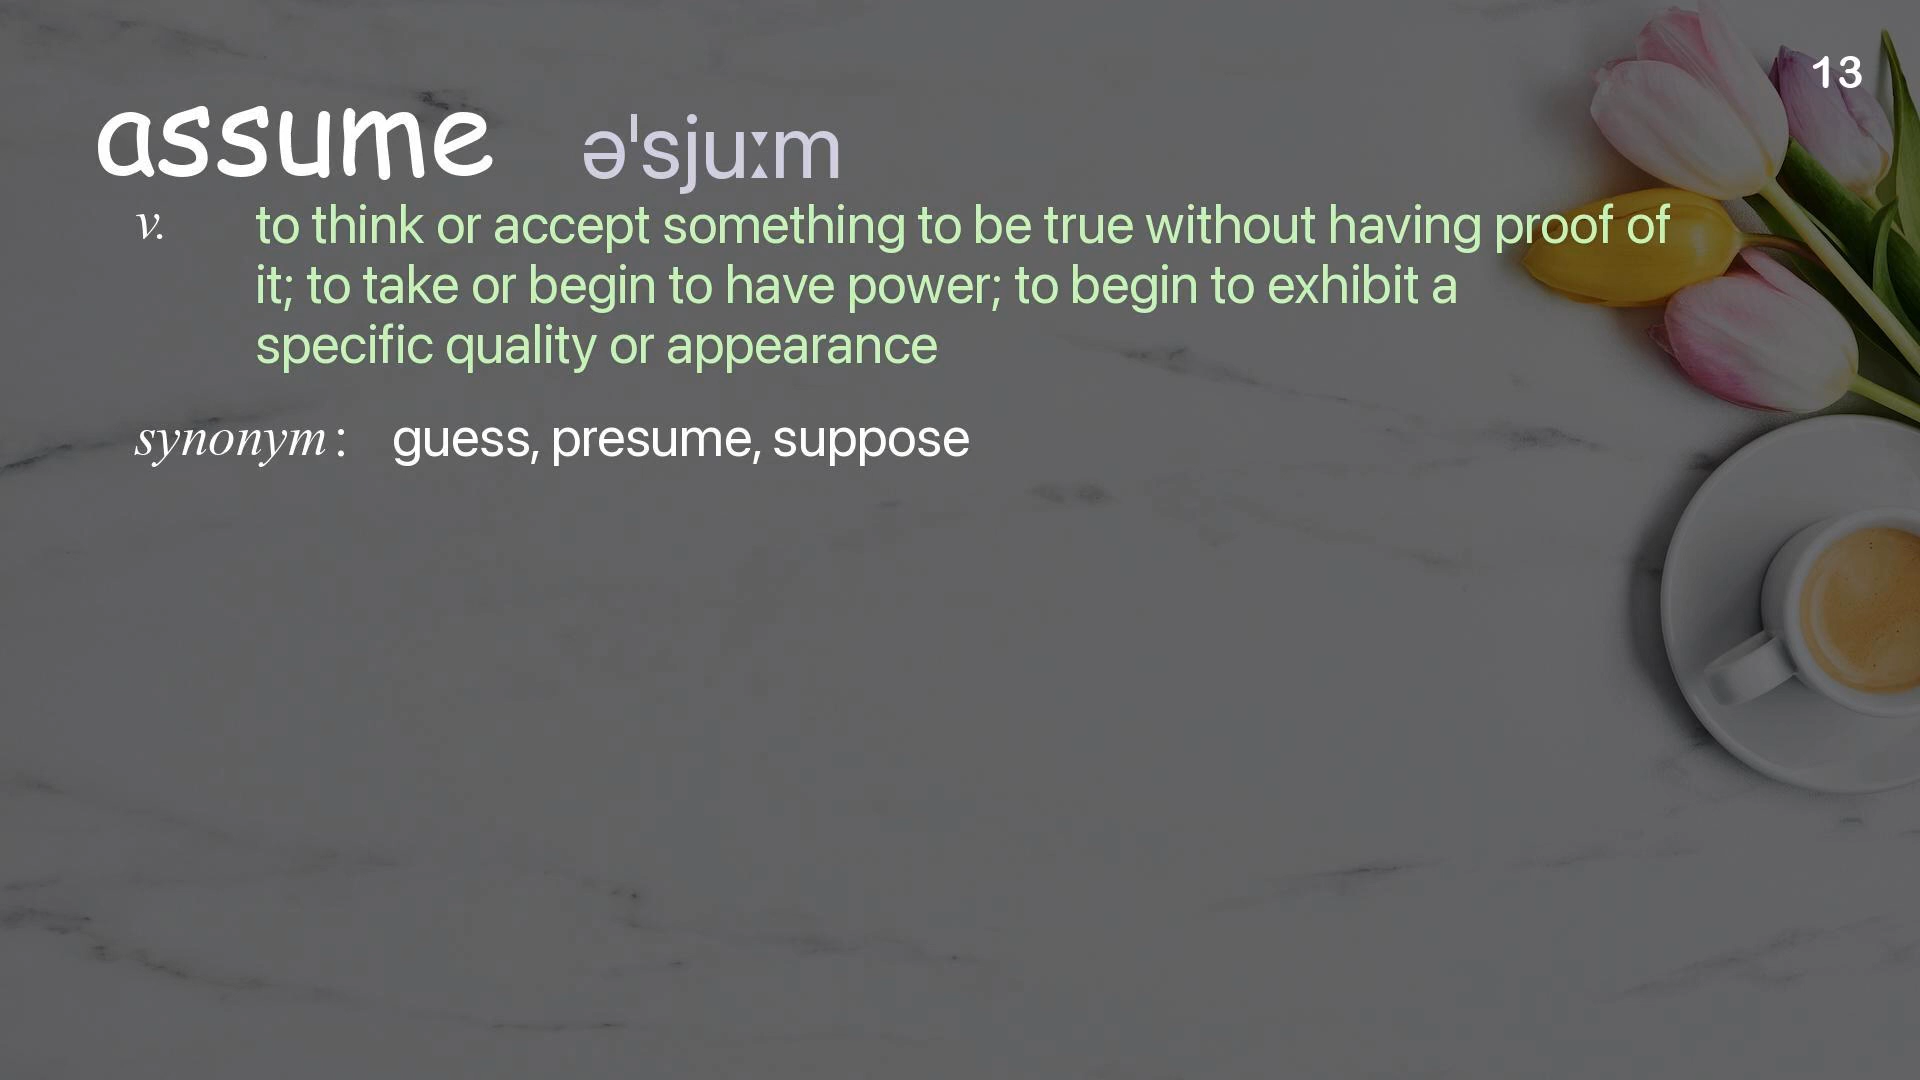 13
assume əˈsjuːm
v. to think or accept something to be true without having proof of
it; to take or begin to have power; to begin to exhibit a
specific quality or appearance
synonym : guess, presume, suppose